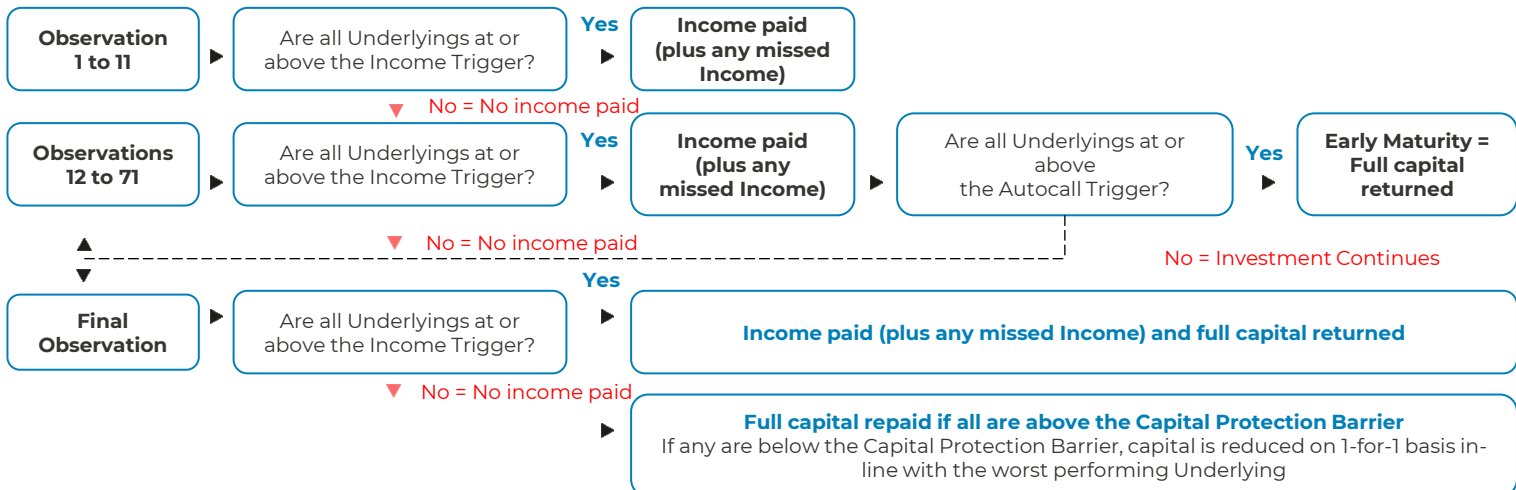 Observation
1 to 11
Are all Underlyings at or
above the Income Trigger?
Yes
Income paid
(plus any missed
Income)
No = No income paid
Observations
12 to 71
Are all Underlyings at or
above the Income Trigger?
Yes
Income paid
(plus any
missed Income)
Are all Underlyings at or
above
the Autocall Trigger?
Yes
Early Maturity =
Full capital
returned
No = No income paid
No = Investment Continues
Final
Observation
Are all Underlyings at or
above the Income Trigger?
Yes
Income paid (plus any missed Income) and full capital returned
No = No income paid
Full capital repaid if all are above the Capital Protection Barrier
If any are below the Capital Protection Barrier, capital is reduced on 1-for-1 basis in-
line with the worst performing Underlying